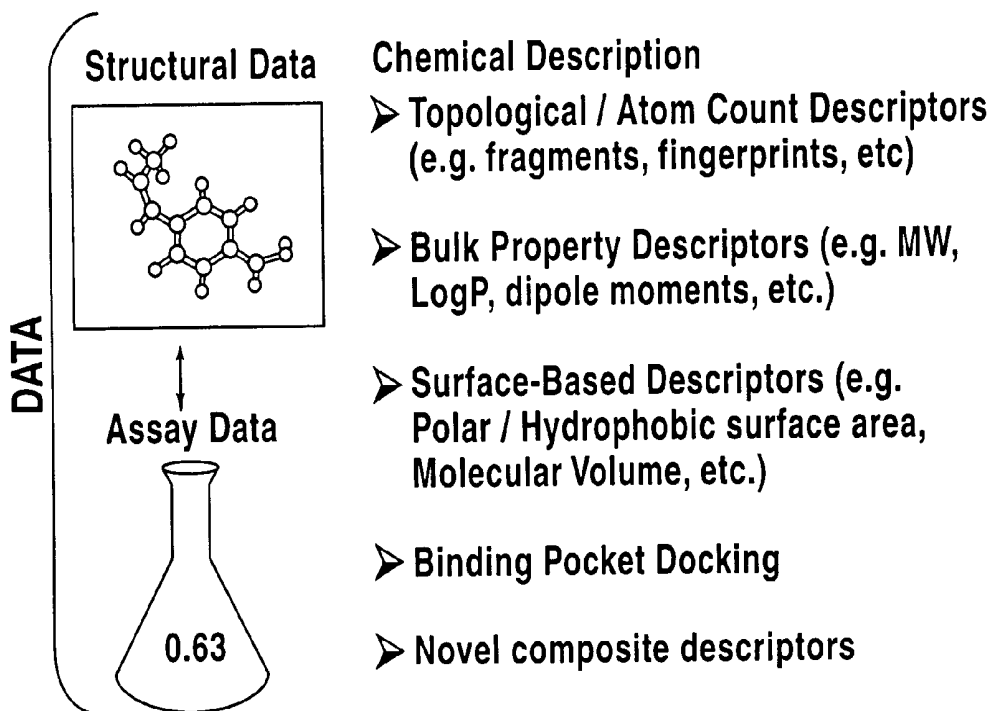 DATA
Structural Data
Assay Data
0.63
Chemical Description
➢ Topological / Atom Count Descriptors
(e.g. fragments, fingerprints, etc)
➢ Bulk Property Descriptors (e.g. MW,
LogP, dipole moments, etc.)
➢ Surface-Based Descriptors (e.g.
Polar / Hydrophobic surface area,
Molecular Volume, etc.)
➢ Binding Pocket Docking
➢ Novel composite descriptors